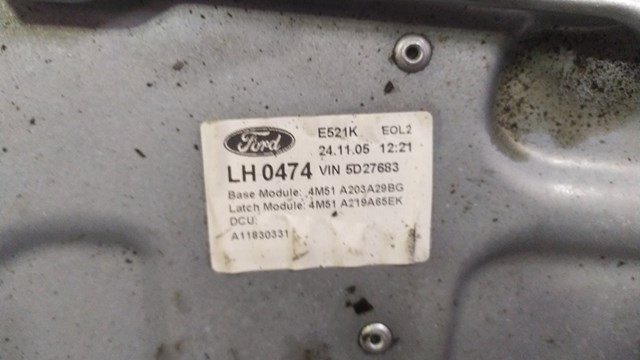 Ford E521K EOL2
24.11.05 12:21
LH 0474 VIN 5D27683
Base Module: 4M51 A203A29BG
Latch Module: 4M51 A219A65EK
DCU:
A11830331